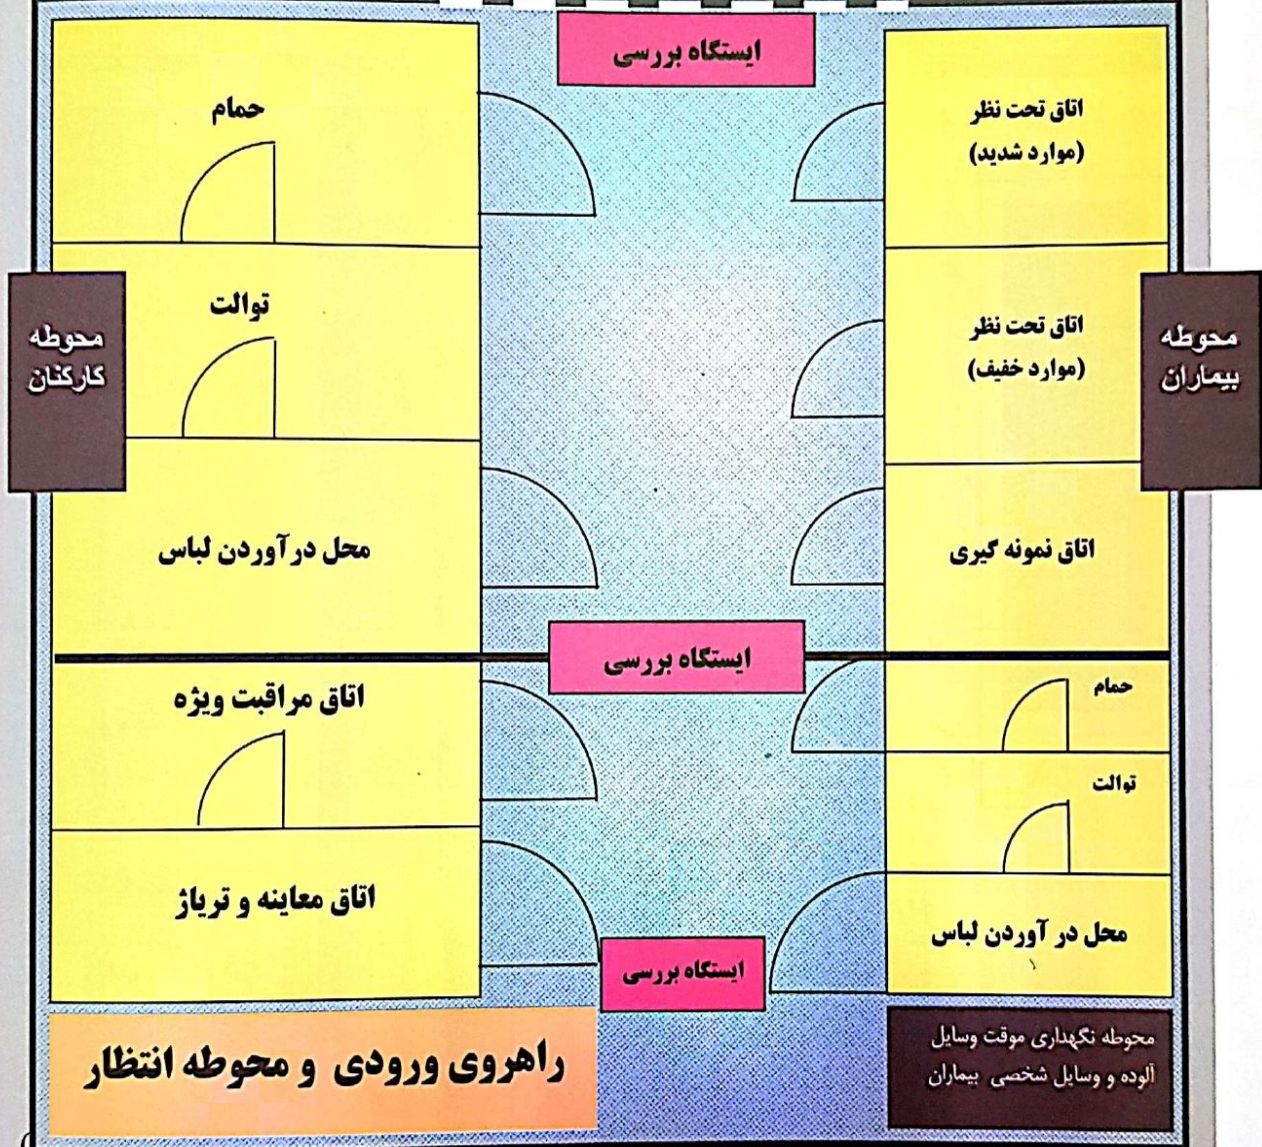 ایستگاه بررسی
اتاق تحت نظر
(موارد شدید)
حمام
محوطه
بیماران
اتاق تحت نظر
(موارد خفیف)
توالت
محوطه
کارکنان
اتاق نمونه گیری
محل درآوردن لباس
ایستگاه بررسی
حمام
اتاق مراقبت ویژه
توالت
اتاق معاینه و تریاژ
محل در آوردن لباس
ایستگاه بررسی
محوطه نگهداری موقت وسایل
آلوده و وسایل شخصی بیماران
راهروی ورودی و محوطه انتظار